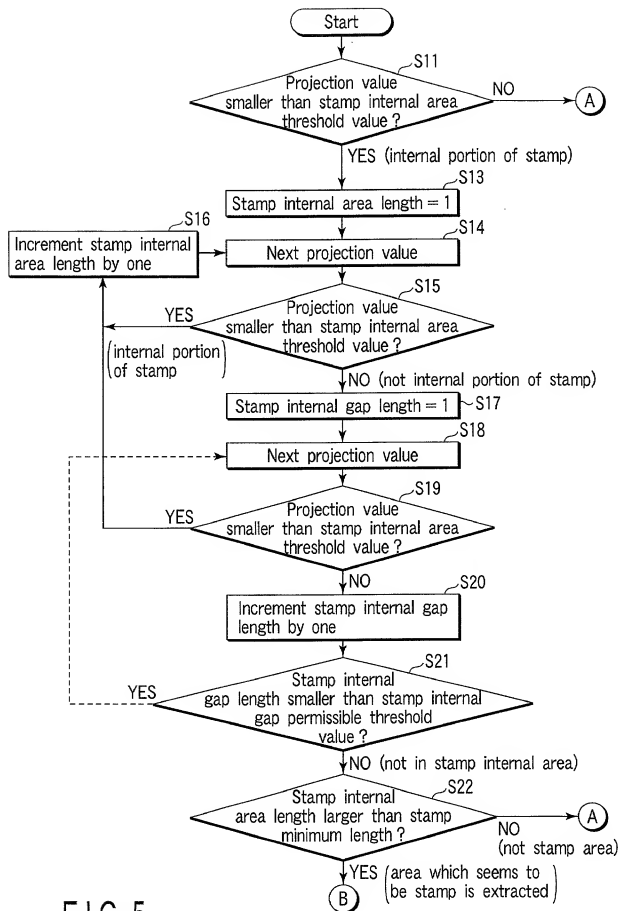 Start
S11
Projection value
smaller than stamp internal area
threshold value ?
NO
A
YES (internal portion of stamp)
S13
Stamp internal area length = 1
S16
Increment stamp internal
area length by one
S14
Next projection value
S15
Projection value
smaller than stamp internal area
threshold value ?
YES
(internal portion
of stamp)
NO (not internal portion of stamp)
Stamp internal gap length = 1
S17
S18
Next projection value
S19
Projection value
smaller than stamp internal area
threshold value ?
YES
NO
S20
Increment stamp internal gap
length by one
S21
Stamp internal
gap length smaller than stamp internal
gap permissible threshold
value ?
YES
NO (not in stamp internal area)
S22
Stamp internal
area length larger than stamp
minimum length ?
A
NO
(not stamp area)
YES (area which seems to
be stamp is extracted)
B
FIG. 5